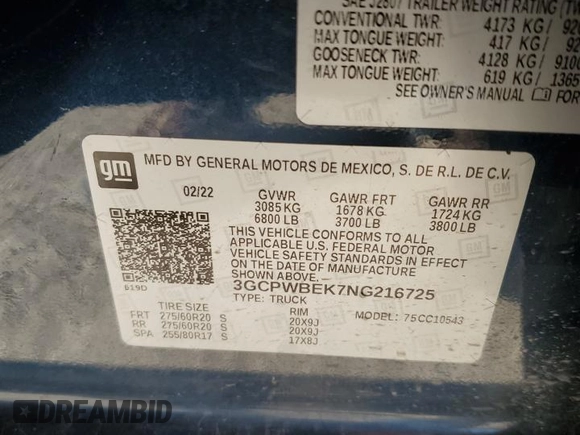 SAE J2807 TRAILER WEIGHT RATING
CONVENTIONAL TWR: 4173 KG /
MAX TONGUE WEIGHT: 417 KG /
GOOSENECK TWR: 4128 KG / 9100
MAX TONGUE WEIGHT: 619 KG / 1365
SEE OWNER'S MANUAL FOR
gm
MFD BY GENERAL MOTORS DE MEXICO, S. DE R.L. DE C.V.
02/22 GVWR GAWR FRT GAWR RR
3085 KG 1678 KG 1724 KG
6800 LB 3700 LB 3800 LB
THIS VEHICLE CONFORMS TO ALL
APPLICABLE U.S. FEDERAL MOTOR
VEHICLE SAFETY STANDARDS IN
EFFECT ON THE DATE OF MANUFACTURE
SHOWN ABOVE.
3GCPWBEK7NG216725
619D
TYPE: TRUCK
TIRE SIZE RIM MODEL: 75CC10543
FRT 275/60R20 S 20X9J
RR 275/60R20 S 20X9J
SPA 255/80R17 S 17X8J
DREAMBID